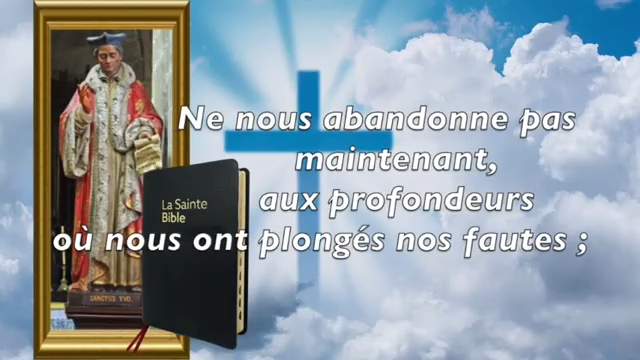 Ne nous abandonne pas
maintenant,
aux profondeurs
où nous ont plongés nos fautes ;
La Sainte
Bible
SANCTUS YVO.